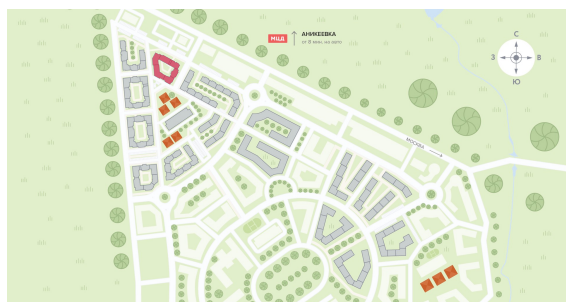 МЦД
АНИКЕЕВКА
от 8 мин. на авто
С
З
В
Ю
МОСКВА